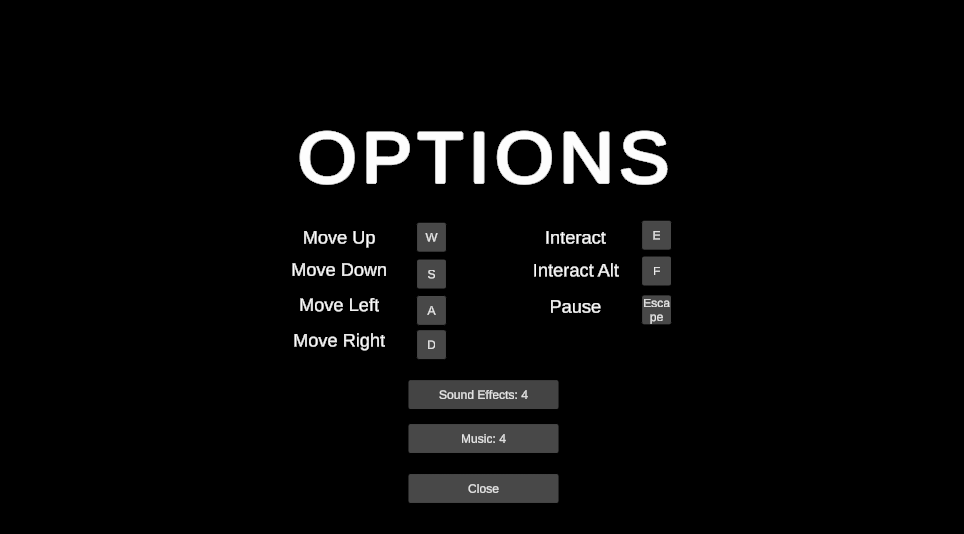 OPTIONS
Move Up W Interact E
Move Down S Interact Alt F
Move Left A Pause Esca
pe
Move Right D
Sound Effects: 4
Music: 4
Close